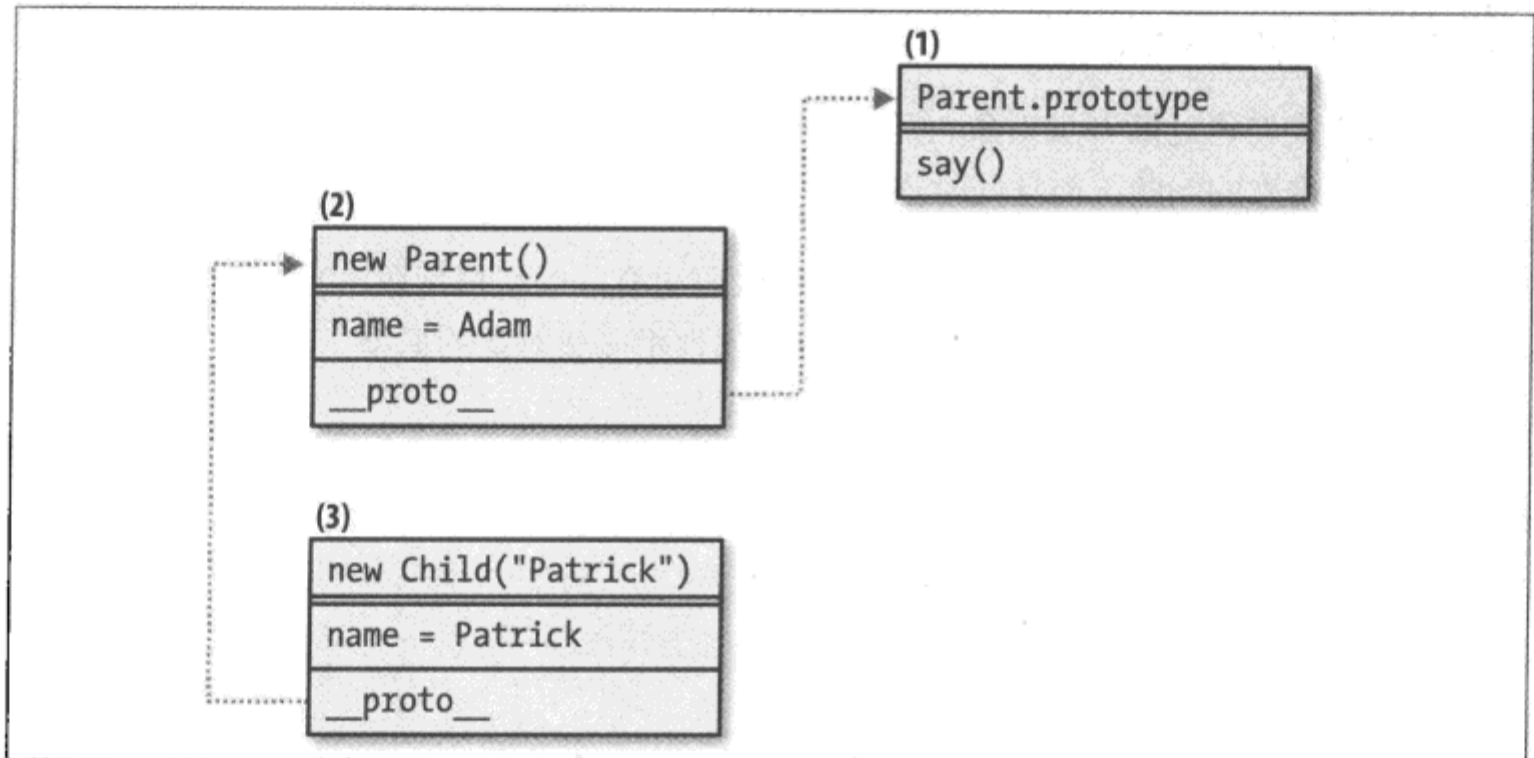 (1)
Parent.prototype
say()
(2)
new Parent()
name = Adam
__proto__
(3)
new Child("Patrick")
name = Patrick
__proto__